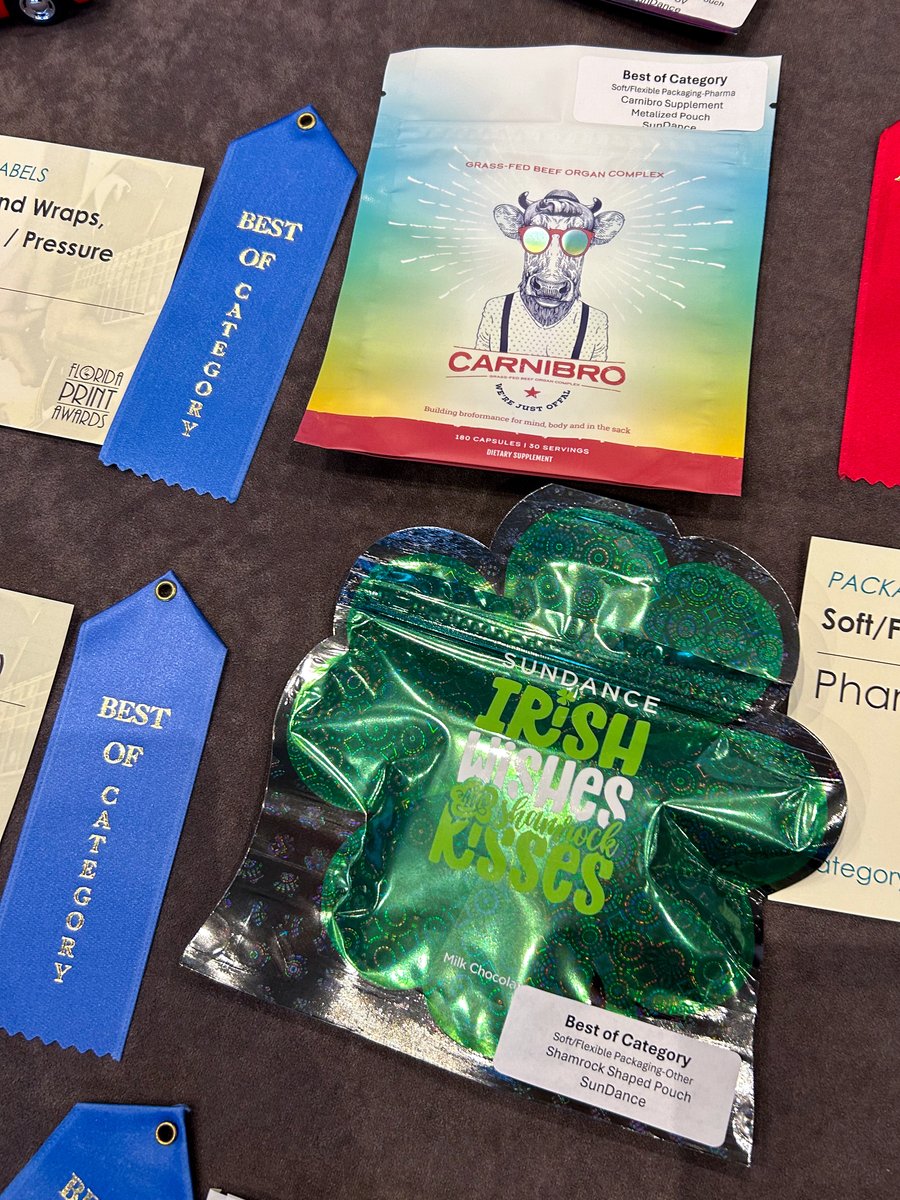 SunDance
Best of Category
Soft/Flexible Packaging-Pharma
Carnibro Supplement
Metalized Pouch
SunDance
GRASS-FED BEEF ORGAN COMPLEX
CARNIBRO
GRASS-FED BEEF ORGAN COMPLEX
WE'RE JUST OFFAL
Building broformance for mind, body and in the sack
180 CAPSULES | 30 SERVINGS
DIETARY SUPPLEMENT
ABELS
nd Wraps,
/ Pressure
FLORIDA
PRINT
AWARDS
BEST
OF
CATEGORY
BEST
OF
CATEGORY
SUNDANCE
IRISH
WISHES
& Shamrock
KISSES
Milk Chocola
Best of Category
Soft/Flexible Packaging-Other
Shamrock Shaped Pouch
SunDance
PACKA
Soft/F
Phar
ategory
BE